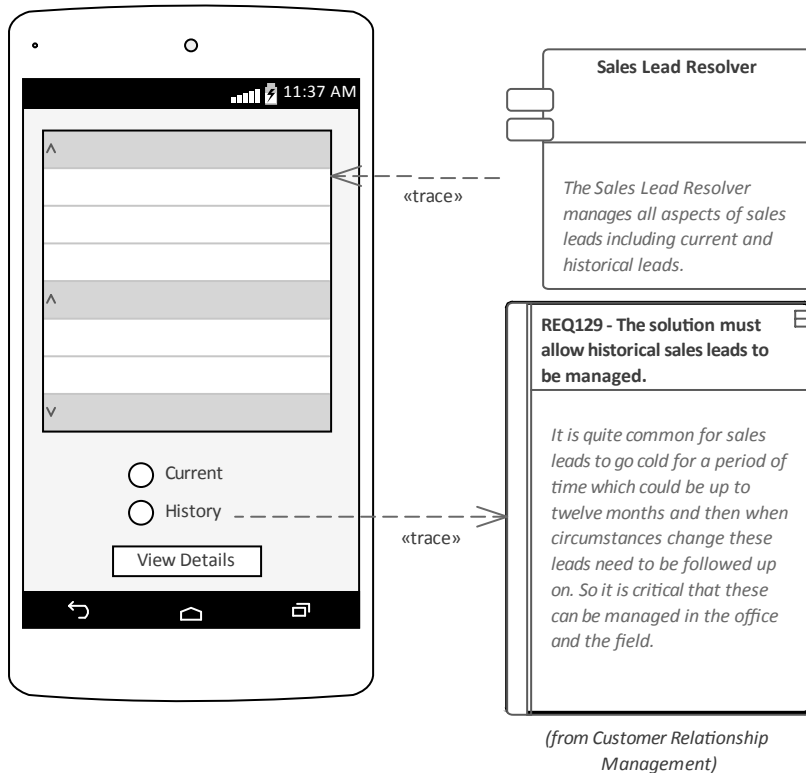 11:37 AM
Current
History
View Details
«trace»
«trace»
Sales Lead Resolver
The Sales Lead Resolver
manages all aspects of sales
leads including current and
historical leads.
REQ129 - The solution must
allow historical sales leads to
be managed.
It is quite common for sales
leads to go cold for a period of
time which could be up to
twelve months and then when
circumstances change these
leads need to be followed up
on. So it is critical that these
can be managed in the office
and the field.
(from Customer Relationship
Management)